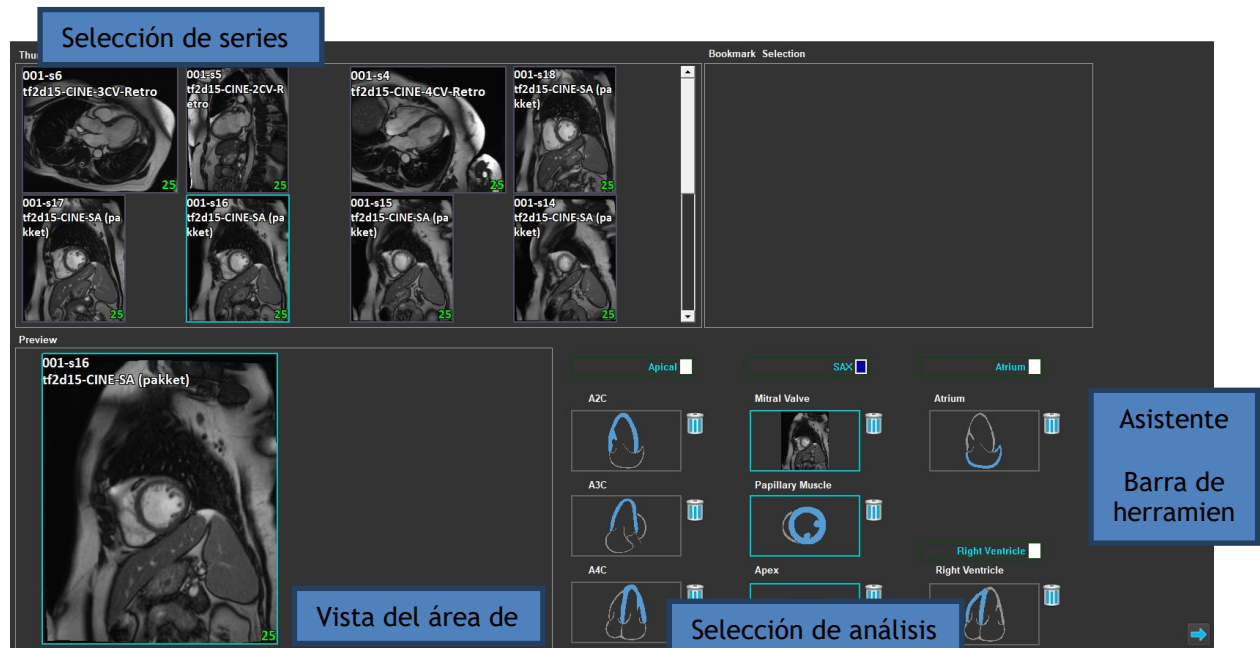 Selección de series
Thu
Bookmark Selection
001-s6
tf2d15-CINE-3CV-Retro
25
001-s5
tf2d15-CINE-2CV-R
etro
25
001-s4
tf2d15-CINE-4CV-Retro
25
001-s18
tf2d15-CINE-SA (pa
kket)
25
001-s17
tf2d15-CINE-SA (pa
kket)
25
001-s16
tf2d15-CINE-SA (pa
kket)
25
001-s15
tf2d15-CINE-SA (pa
kket)
25
001-s14
tf2d15-CINE-SA (pa
kket)
25
Preview
001-s16
tf2d15-CINE-SA (pakket)
25
Vista del área de
Apical
SAX
Atrium
A2C
Mitral Valve
Atrium
A3C
Papillary Muscle
Right Ventricle
A4C
Apex
Right Ventricle
Selección de análisis
Asistente
Barra de
herramien